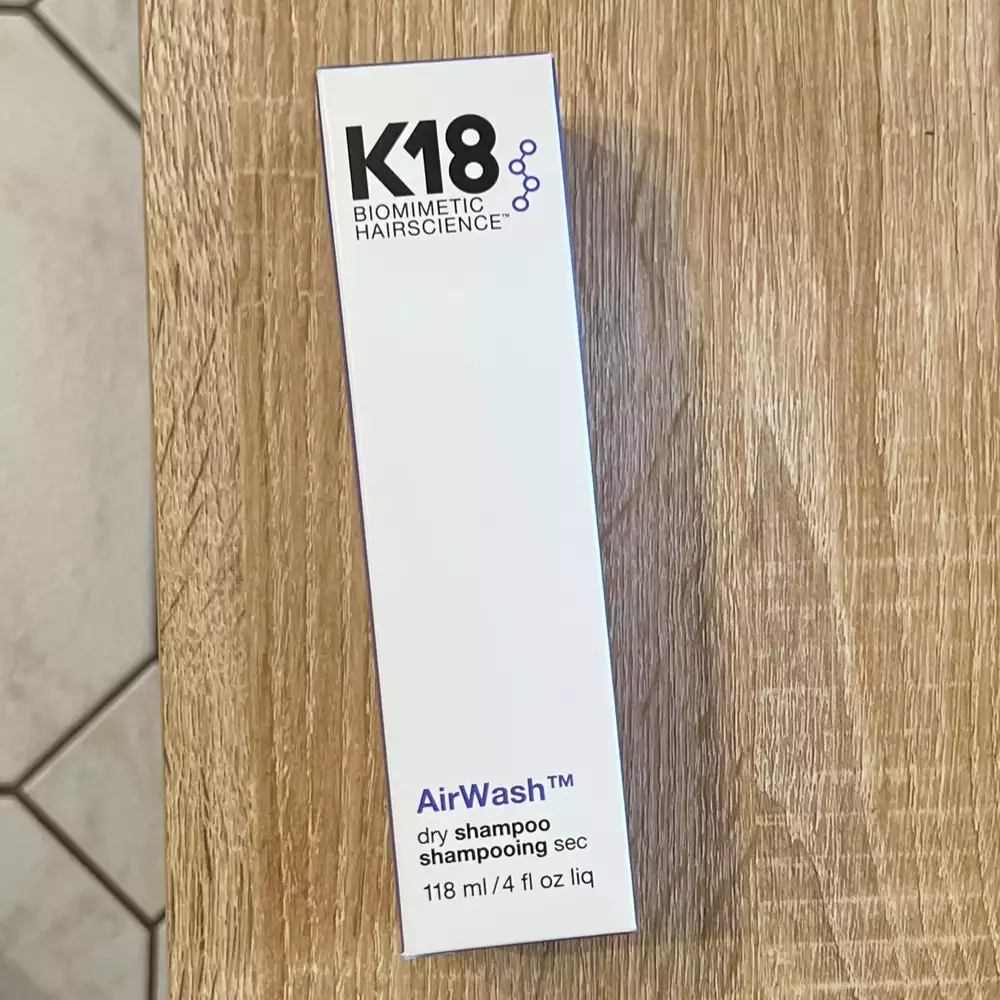 K18
BIOMIMETIC
HAIRSCIENCE™
AirWash™
dry shampoo
shampooing sec
118 ml / 4 fl oz liq